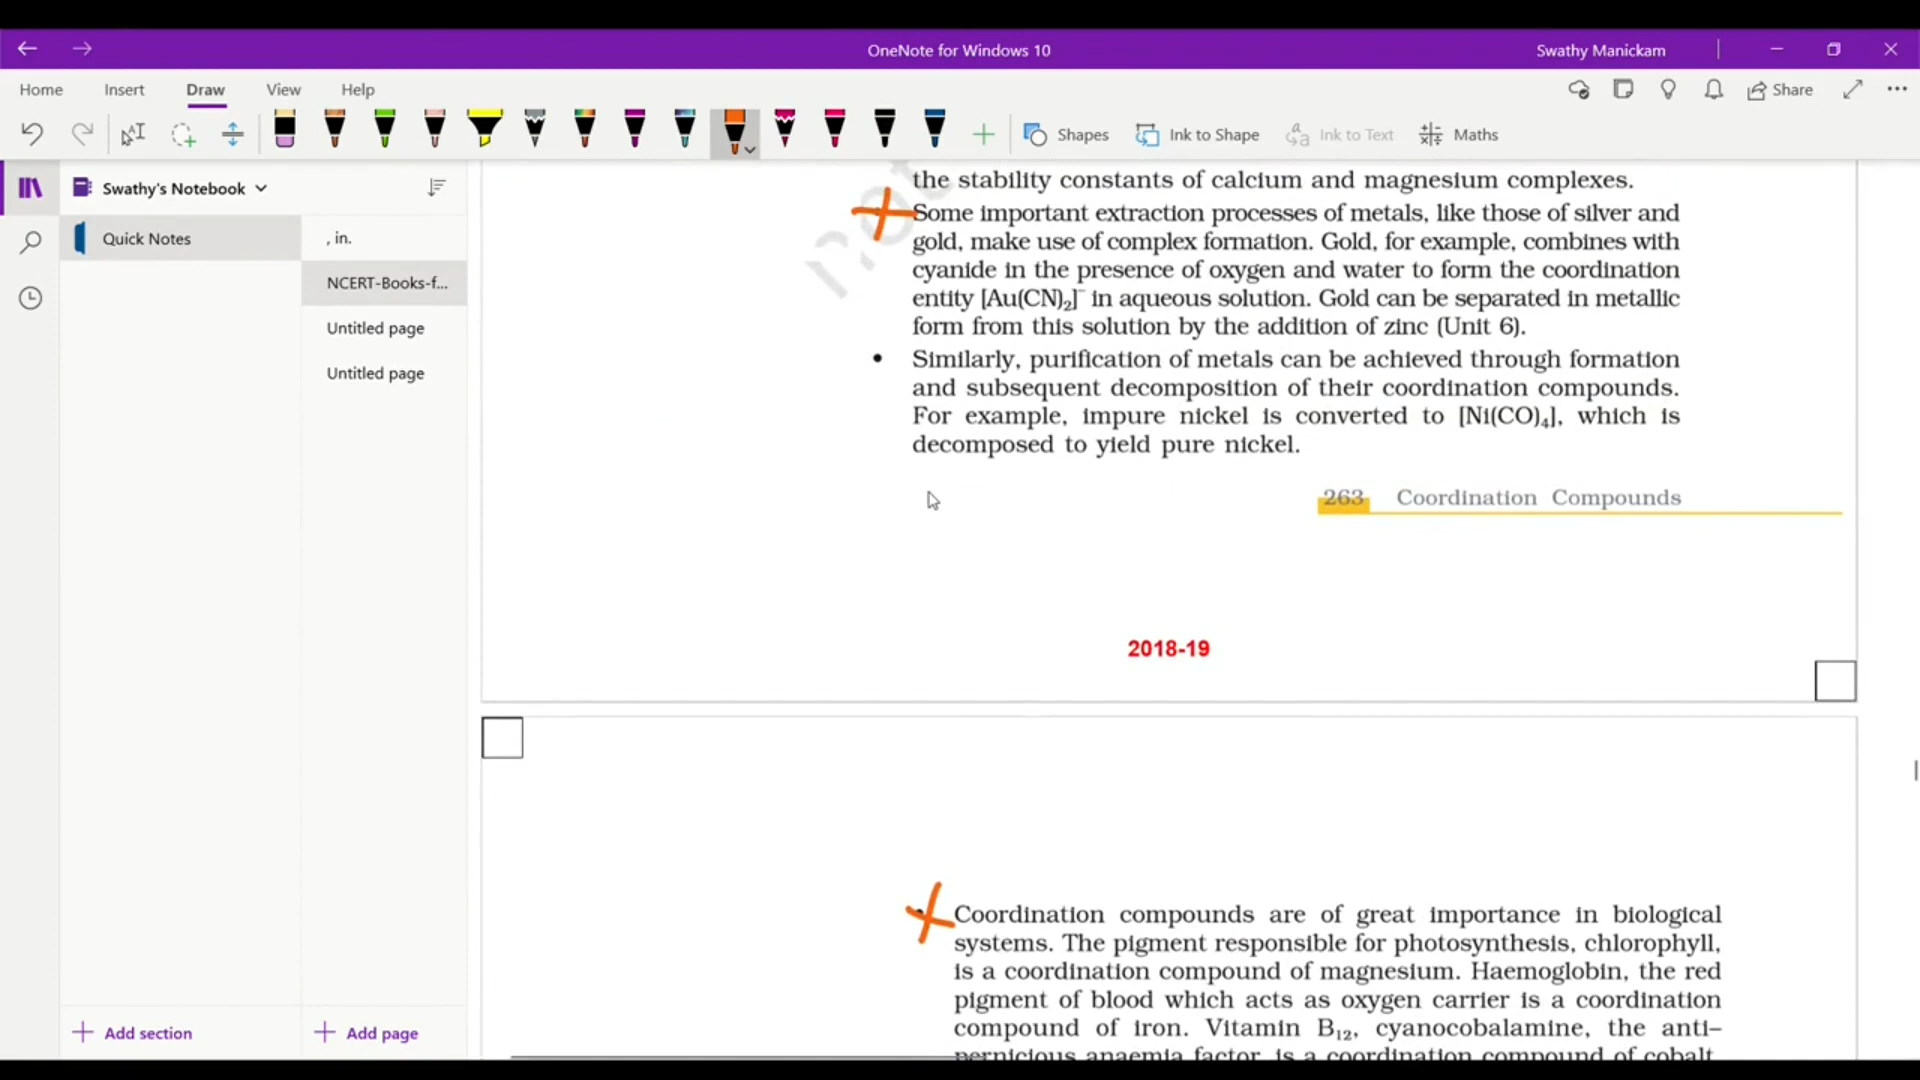 OneNote for Windows 10
Swathy Manickam
Home Insert Draw View Help
Share
Shapes Ink to Shape Ink to Text Maths
Swathy's Notebook
Quick Notes
, in.
NCERT-Books-f...
Untitled page
Untitled page
Add section
Add page
not
the stability constants of calcium and magnesium complexes.
Some important extraction processes of metals, like those of silver and
gold, make use of complex formation. Gold, for example, combines with
cyanide in the presence of oxygen and water to form the coordination
entity [Au(CN)₂]⁻ in aqueous solution. Gold can be separated in metallic
form from this solution by the addition of zinc (Unit 6).
• Similarly, purification of metals can be achieved through formation
and subsequent decomposition of their coordination compounds.
For example, impure nickel is converted to [Ni(CO)₄], which is
decomposed to yield pure nickel.
263 Coordination Compounds
2018-19
Coordination compounds are of great importance in biological
systems. The pigment responsible for photosynthesis, chlorophyll,
is a coordination compound of magnesium. Haemoglobin, the red
pigment of blood which acts as oxygen carrier is a coordination
compound of iron. Vitamin B₁₂, cyanocobalamine, the anti–
pernicious anaemia factor, is a coordination compound of cobalt.